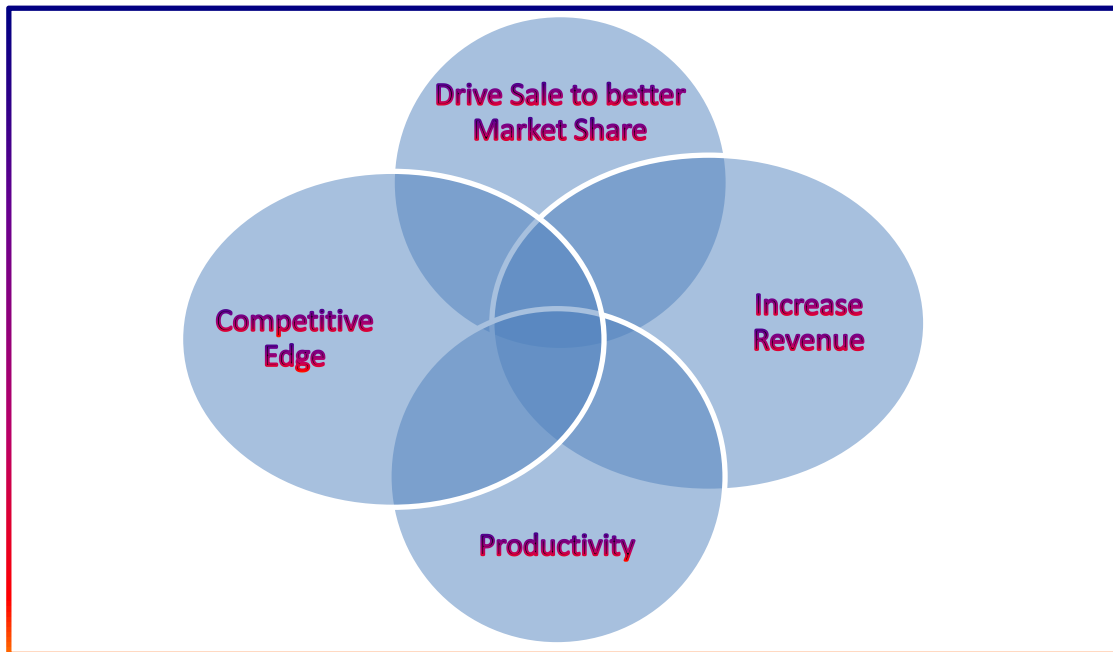 Drive Sale to better
Market Share
Competitive
Edge
Increase
Revenue
Productivity